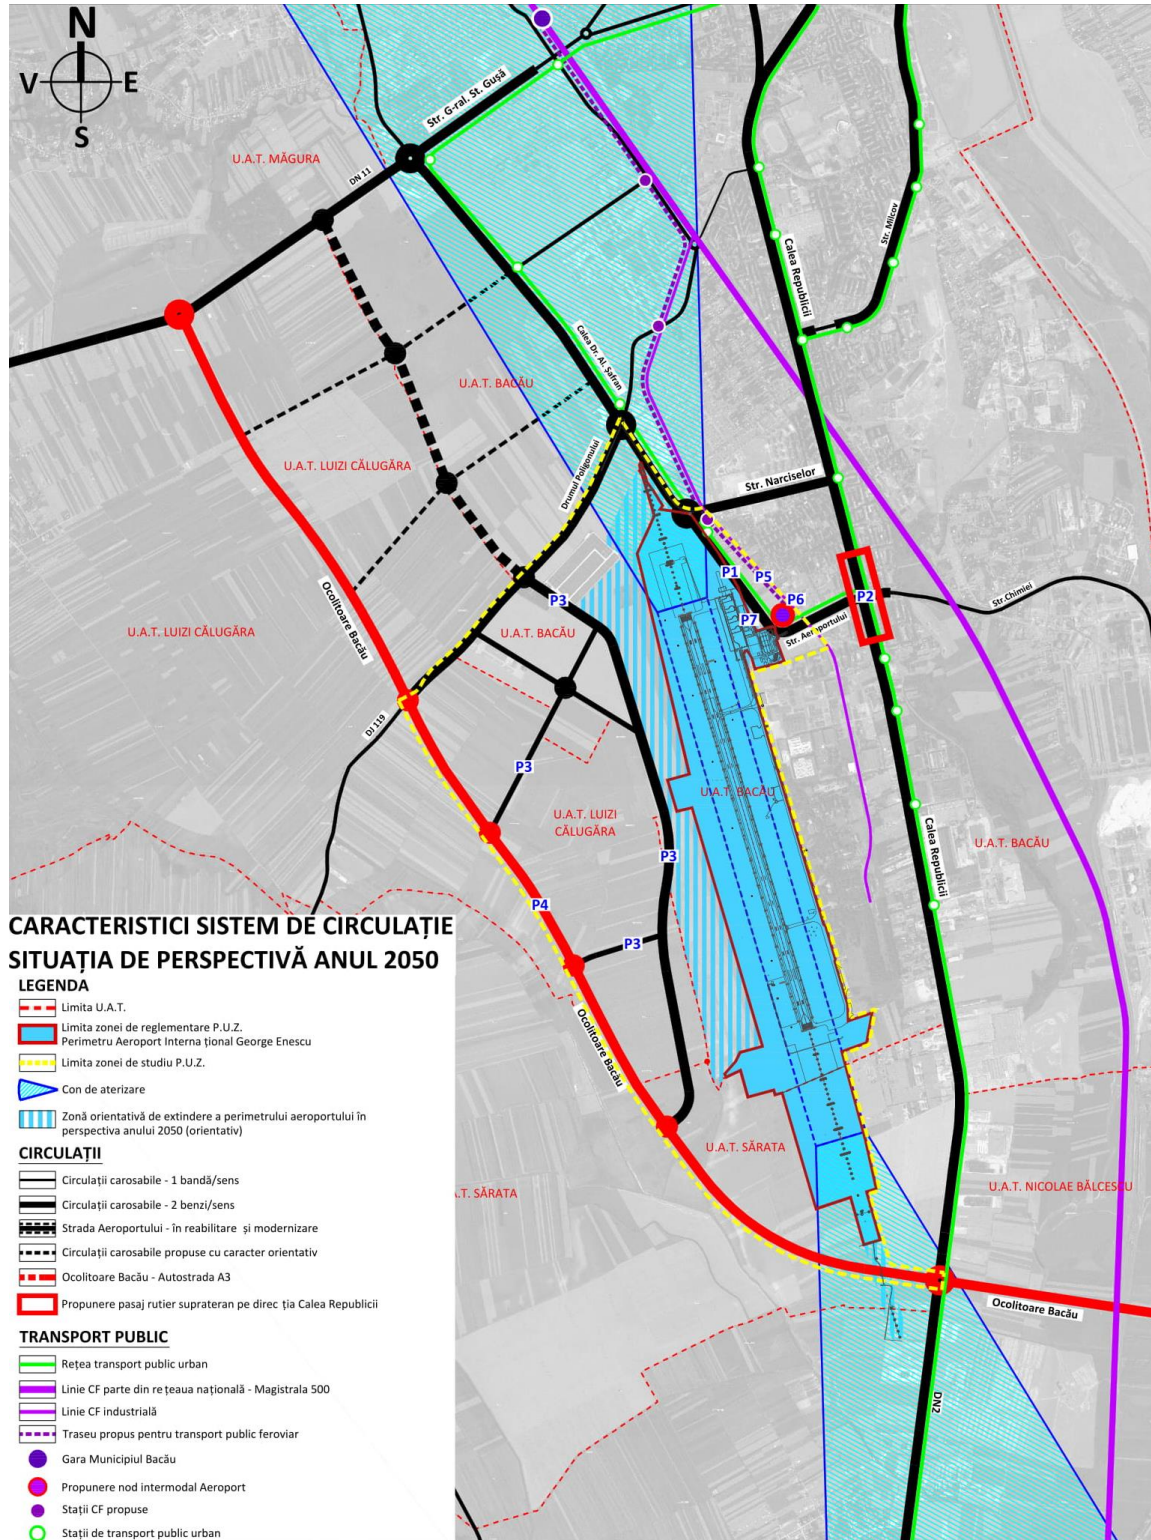 N
V
E
S
Str. G-ral. St. Gușă
U.A.T. MĂGURA
DN 11
Str. Milcov
Calea Republicii
Calea Dr. Al. Șafran
U.A.T. BACĂU
U.A.T. LUIZI CĂLUGĂRA
Drumul Poligonului
Str. Narciselor
Ocolitoare Bacău
P1
P5
P2
P3
P6
P7
Str. Aeroportului
Str.Chimiei
U.A.T. LUIZI CĂLUGĂRA
U.A.T. BACĂU
DJ 119
P3
U.A.T. BACĂU
U.A.T. LUIZI
CĂLUGĂRA
Calea Republicii
U.A.T. BACĂU
P3
P4
P3
Ocolitoare Bacău
U.A.T. SĂRATA
U.A.T. NICOLAE BĂLCESCU
A.T. SĂRATA
Ocolitoare Bacău
DN2
CARACTERISTICI SISTEM DE CIRCULAȚIE
SITUAȚIA DE PERSPECTIVĂ ANUL 2050
LEGENDA
Limita U.A.T.
Limita zonei de reglementare P.U.Z.
Perimetru Aeroport Interna țional George Enescu
Limita zonei de studiu P.U.Z.
Con de aterizare
Zonă orientativă de extindere a perimetrului aeroportului în
perspectiva anului 2050 (orientativ)
CIRCULAȚII
Circulații carosabile - 1 bandă/sens
Circulații carosabile - 2 benzi/sens
Strada Aeroportului - în reabilitare și modernizare
Circulații carosabile propuse cu caracter orientativ
Ocolitoare Bacău - Autostrada A3
Propunere pasaj rutier suprateran pe direc ția Calea Republicii
TRANSPORT PUBLIC
Rețea transport public urban
Linie CF parte din re țeaua națională - Magistrala 500
Linie CF industrială
Traseu propus pentru transport public feroviar
Gara Municipiul Bacău
Propunere nod intermodal Aeroport
Stații CF propuse
Stații de transport public urban